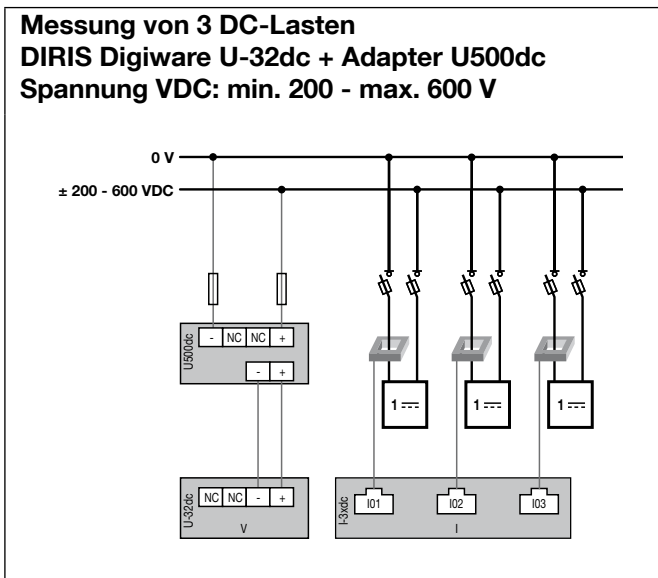 Messung von 3 DC-Lasten
DIRIS Digiware U-32dc + Adapter U500dc
Spannung VDC: min. 200 - max. 600 V
0 V
± 200 - 600 VDC
U500dc
- NC NC +
- +
1 1 1
U-32dc
NC NC - +
V
I-3xdc
I01 I02 I03
I